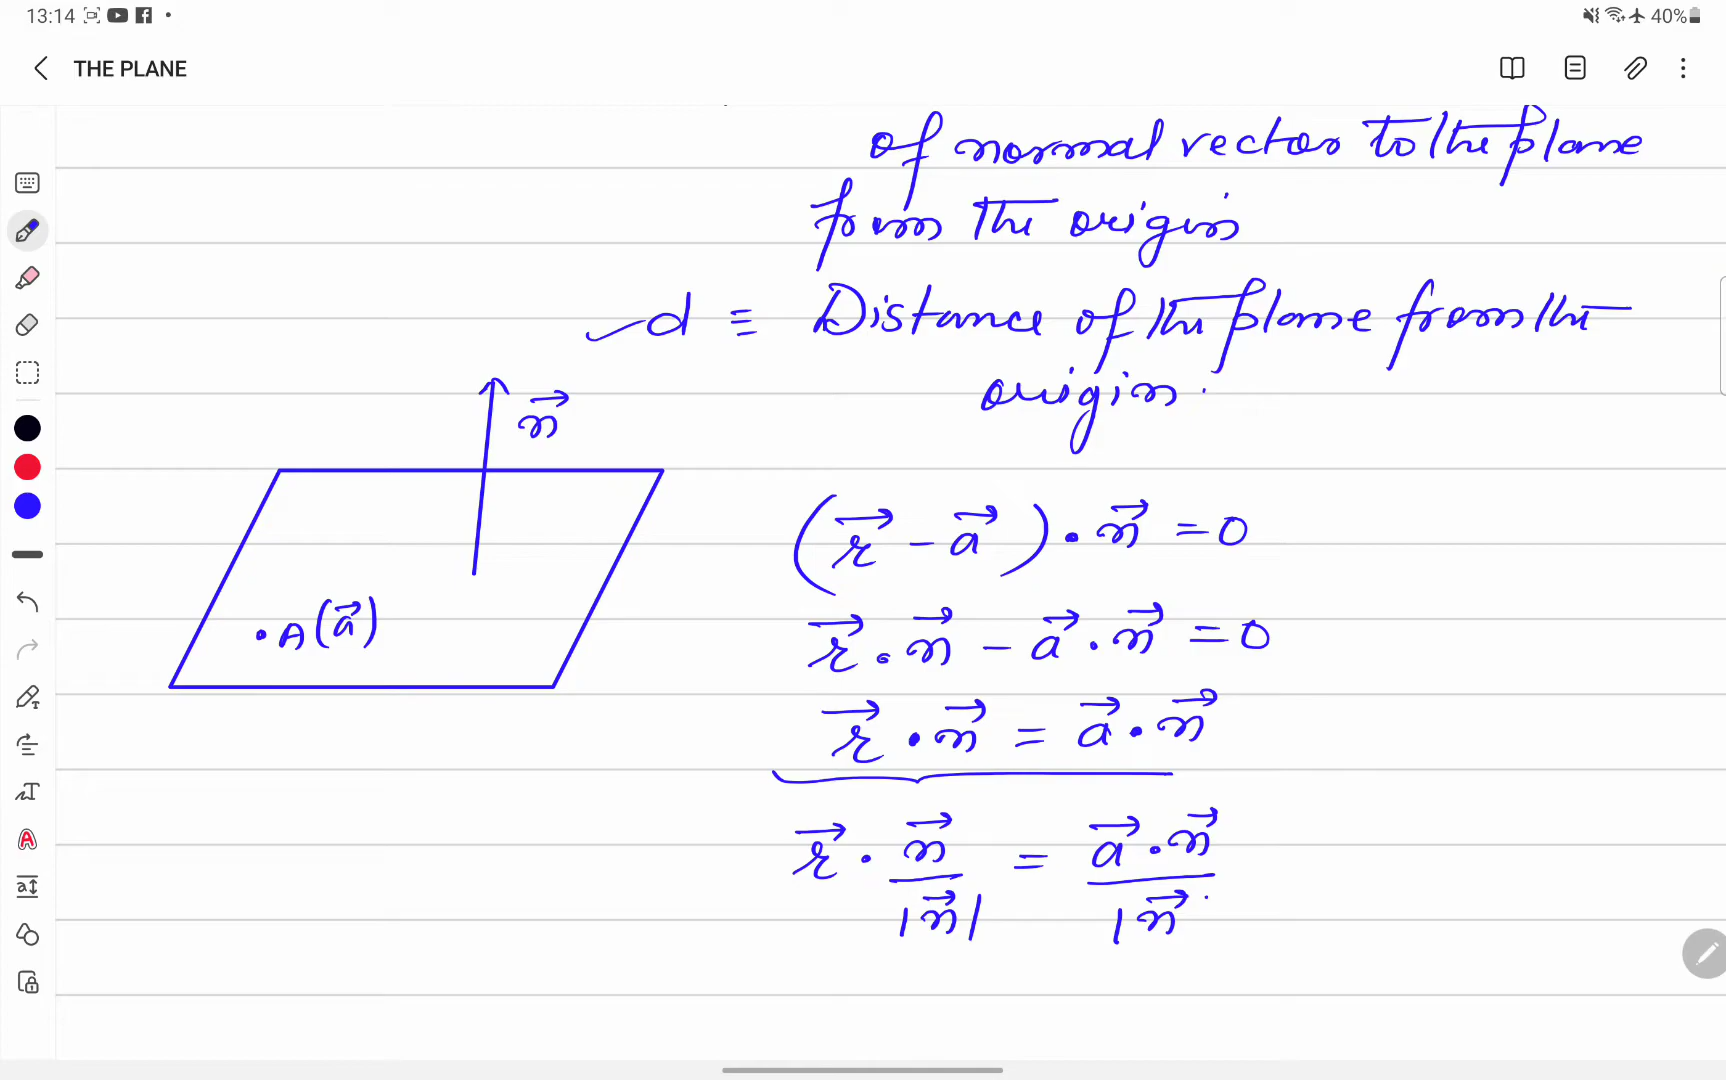 13:14
40%
THE PLANE
of normal vector to the plane
from the origin
d ≡ Distance of the plane from the
origin.
n⃗
(r⃗ - a⃗) • n⃗ = 0
• A(a⃗)
r⃗ • n⃗ - a⃗ • n⃗ = 0
r⃗ • n⃗ = a⃗ • n⃗
r⃗ • n⃗/|n⃗| = a⃗ • n⃗/|n⃗